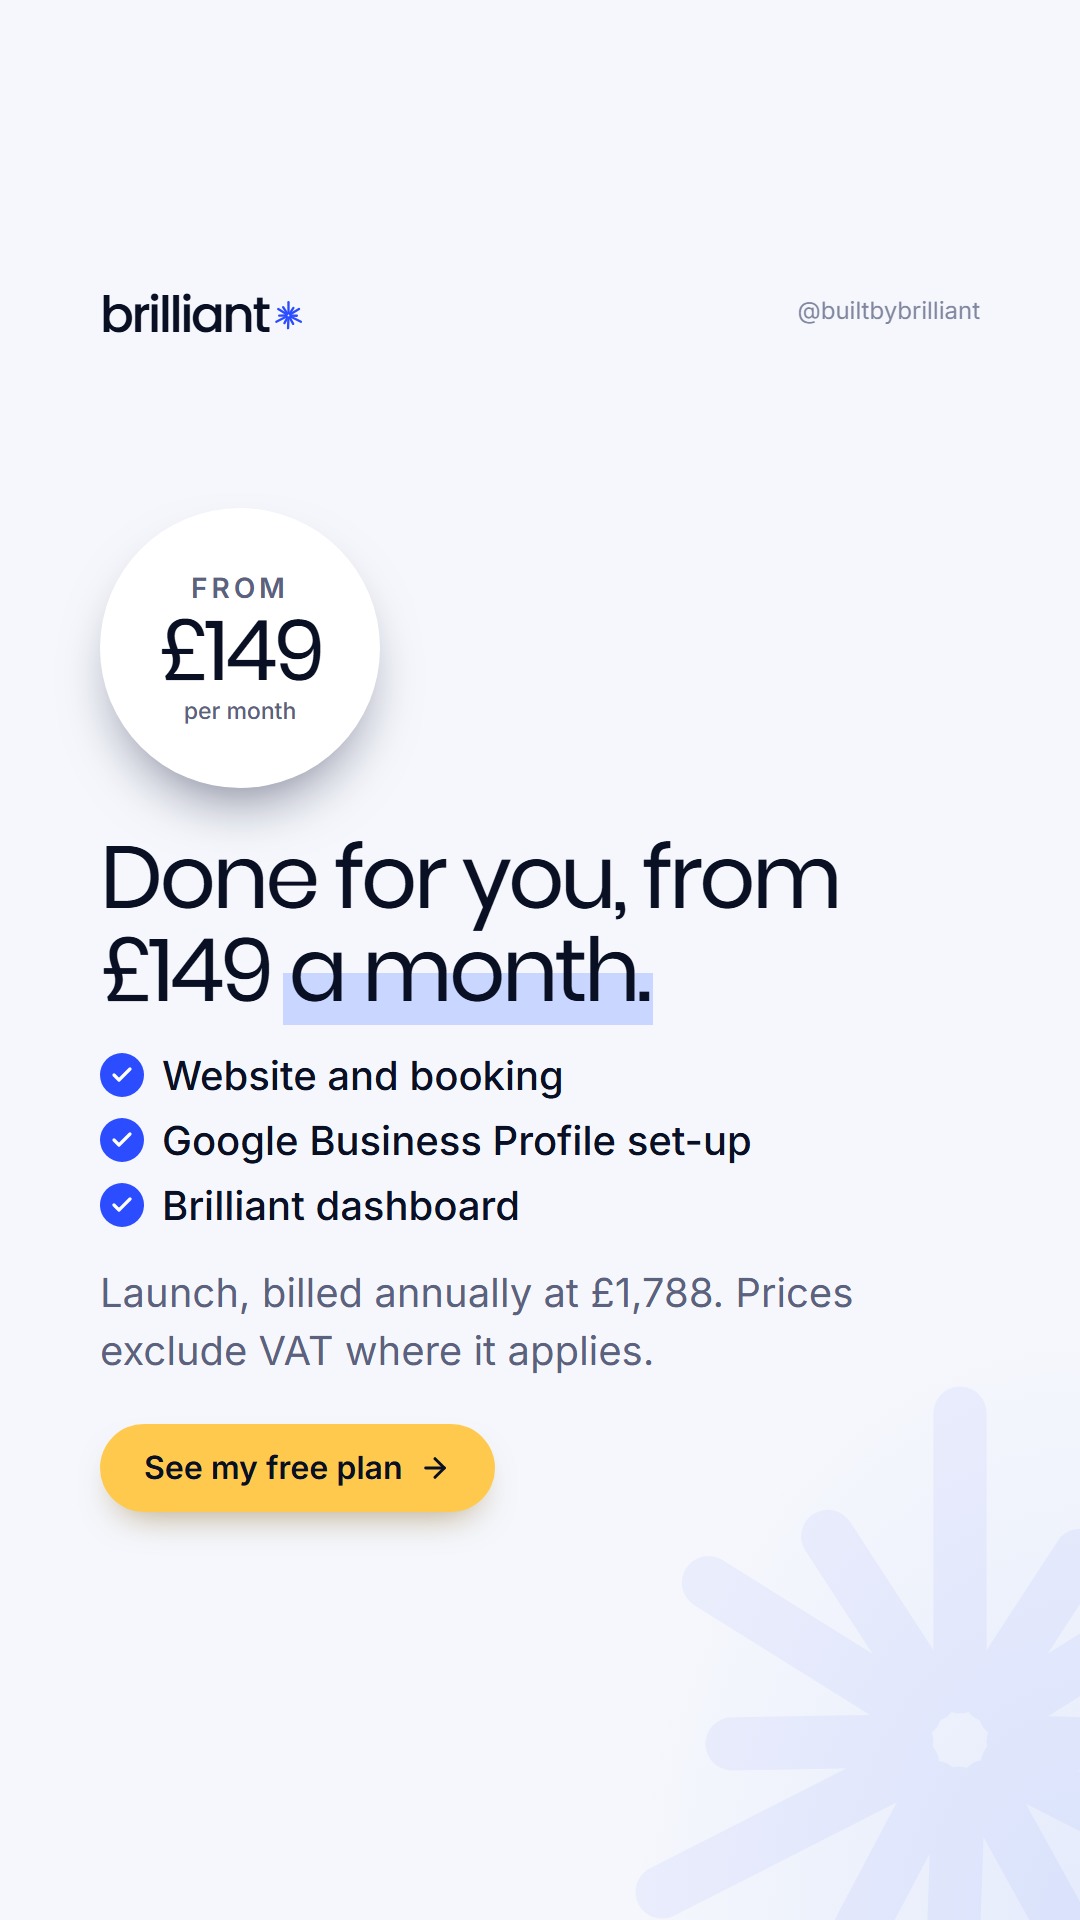 brilliant
@builtbybrilliant
FROM
£149
per month
Done for you, from
£149 a month.
Website and booking
Google Business Profile set-up
Brilliant dashboard
Launch, billed annually at £1,788. Prices
exclude VAT where it applies.
See my free plan →